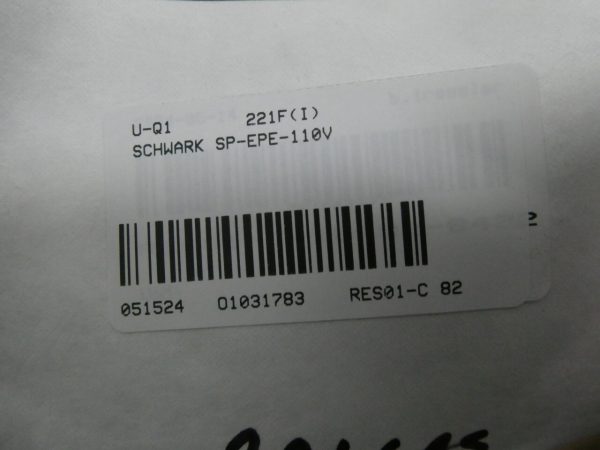 U-Q1 221F(I)
SCHWARK SP-EPE-110V
051524 01031783 RES01-C 82